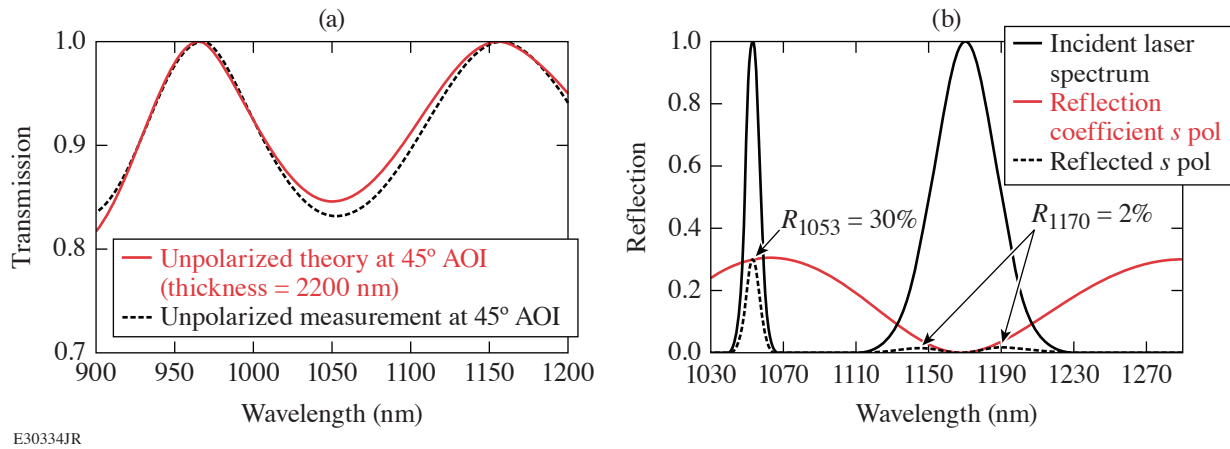 (a)
1.0
0.9
0.8
0.7
Transmission
Unpolarized theory at 45° AOI
(thickness = 2200 nm)
Unpolarized measurement at 45° AOI
900 950 1000 1050 1100 1150 1200
Wavelength (nm)
(b)
1.0
0.8
0.6
0.4
0.2
0.0
Reflection
Incident laser
spectrum
Reflection
coefficient s pol
Reflected s pol
R1053 = 30%
R1170 = 2%
1030 1070 1110 1150 1190 1230 1270
Wavelength (nm)
E30334JR